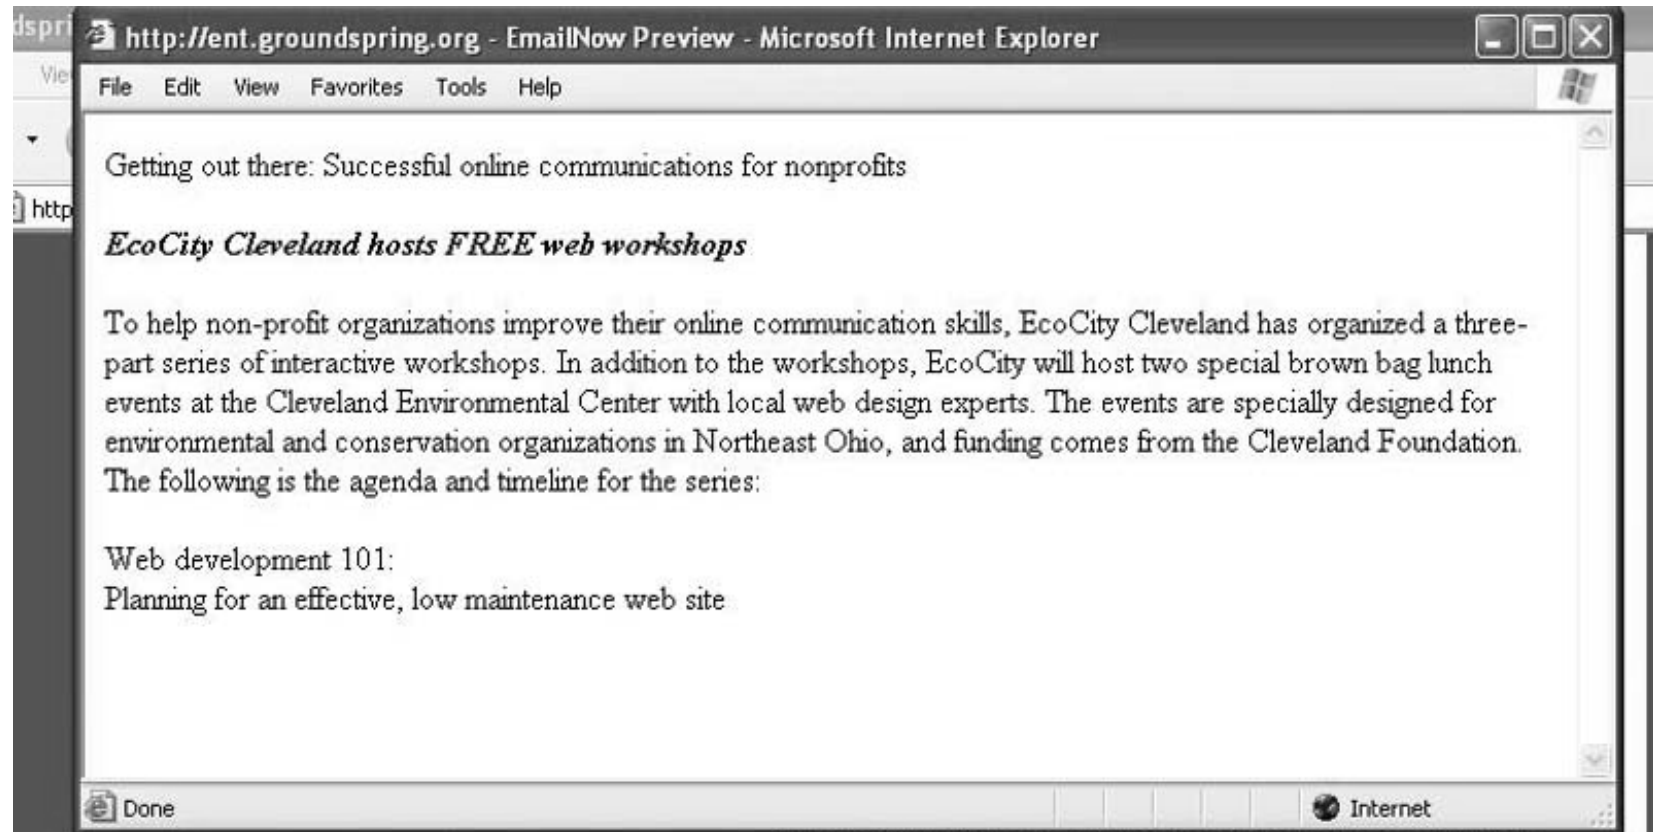 dspri
http://ent.groundspring.org - EmailNow Preview - Microsoft Internet Explorer
Vie
File Edit View Favorites Tools Help
Getting out there: Successful online communications for nonprofits
http
EcoCity Cleveland hosts FREE web workshops
To help non-profit organizations improve their online communication skills, EcoCity Cleveland has organized a three-
part series of interactive workshops. In addition to the workshops, EcoCity will host two special brown bag lunch
events at the Cleveland Environmental Center with local web design experts. The events are specially designed for
environmental and conservation organizations in Northeast Ohio, and funding comes from the Cleveland Foundation.
The following is the agenda and timeline for the series:
Web development 101:
Planning for an effective, low maintenance web site
Done
Internet